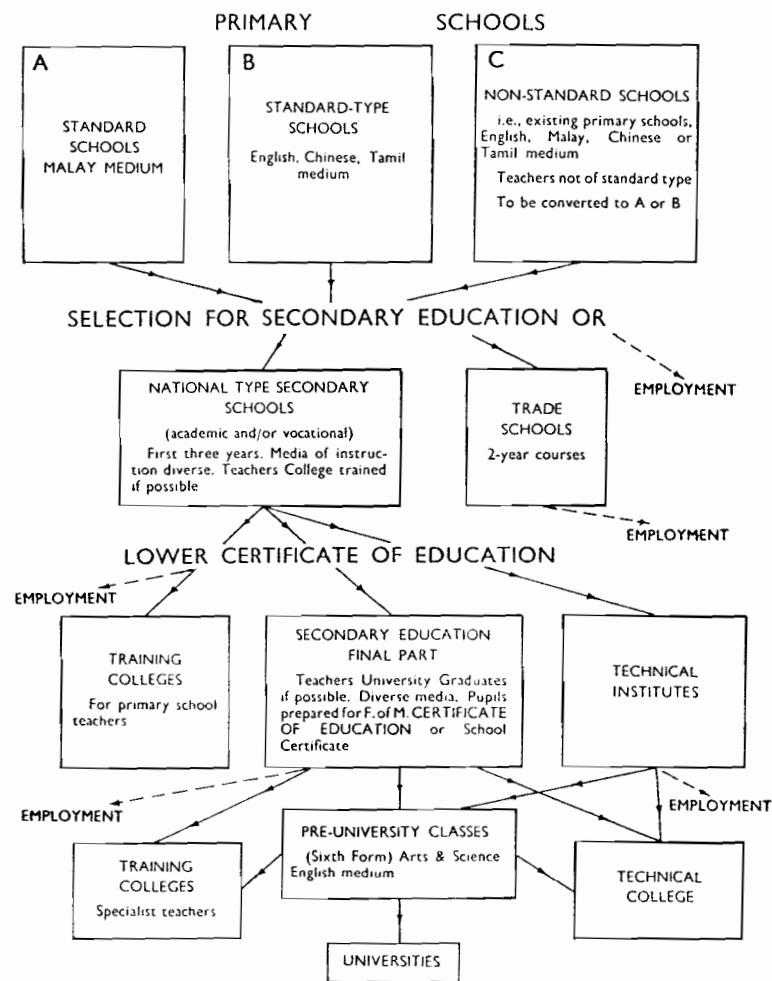 PRIMARY SCHOOLS
A
STANDARD
SCHOOLS
MALAY MEDIUM
B
STANDARD-TYPE
SCHOOLS
English, Chinese, Tamil
medium
C
NON-STANDARD SCHOOLS
i.e., existing primary schools,
English, Malay, Chinese or
Tamil medium
Teachers not of standard type
To be converted to A or B
SELECTION FOR SECONDARY EDUCATION OR
EMPLOYMENT
NATIONAL TYPE SECONDARY
SCHOOLS
(academic and/or vocational)
First three years. Media of instruc-
tion diverse. Teachers College trained
if possible
TRADE
SCHOOLS
2-year courses
EMPLOYMENT
LOWER CERTIFICATE OF EDUCATION
EMPLOYMENT
TRAINING
COLLEGES
For primary school
teachers
SECONDARY EDUCATION
FINAL PART
Teachers University Graduates
if possible. Diverse media. Pupils
prepared for F. of M. CERTIFICATE
OF EDUCATION or School
Certificate
TECHNICAL
INSTITUTES
EMPLOYMENT
EMPLOYMENT
TRAINING
COLLEGES
Specialist teachers
PRE-UNIVERSITY CLASSES
(Sixth Form) Arts & Science
English medium
TECHNICAL
COLLEGE
UNIVERSITIES